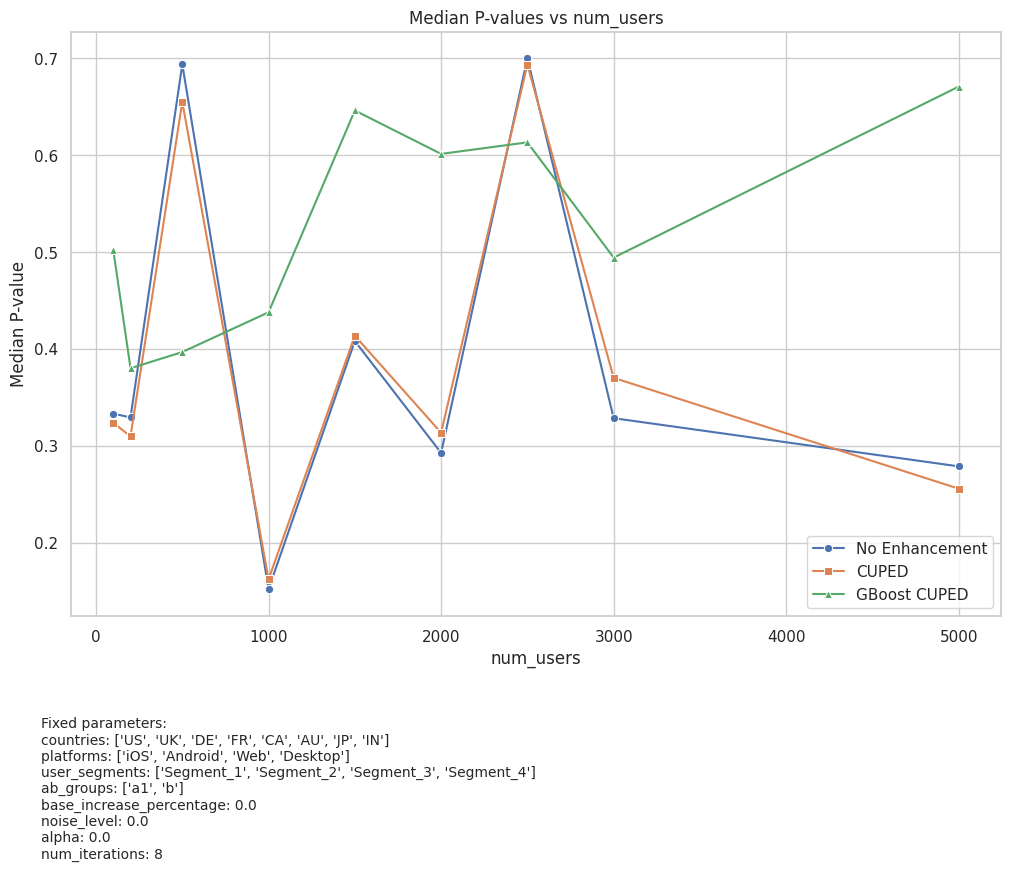 Median P-values vs num_users
0.7
0.6
0.5
0.4
0.3
0.2
Median P-value
0
1000
2000
3000
4000
5000
num_users
No Enhancement
CUPED
GBoost CUPED
Fixed parameters:
countries: ['US', 'UK', 'DE', 'FR', 'CA', 'AU', 'JP', 'IN']
platforms: ['iOS', 'Android', 'Web', 'Desktop']
user_segments: ['Segment_1', 'Segment_2', 'Segment_3', 'Segment_4']
ab_groups: ['a1', 'b']
base_increase_percentage: 0.0
noise_level: 0.0
alpha: 0.0
num_iterations: 8